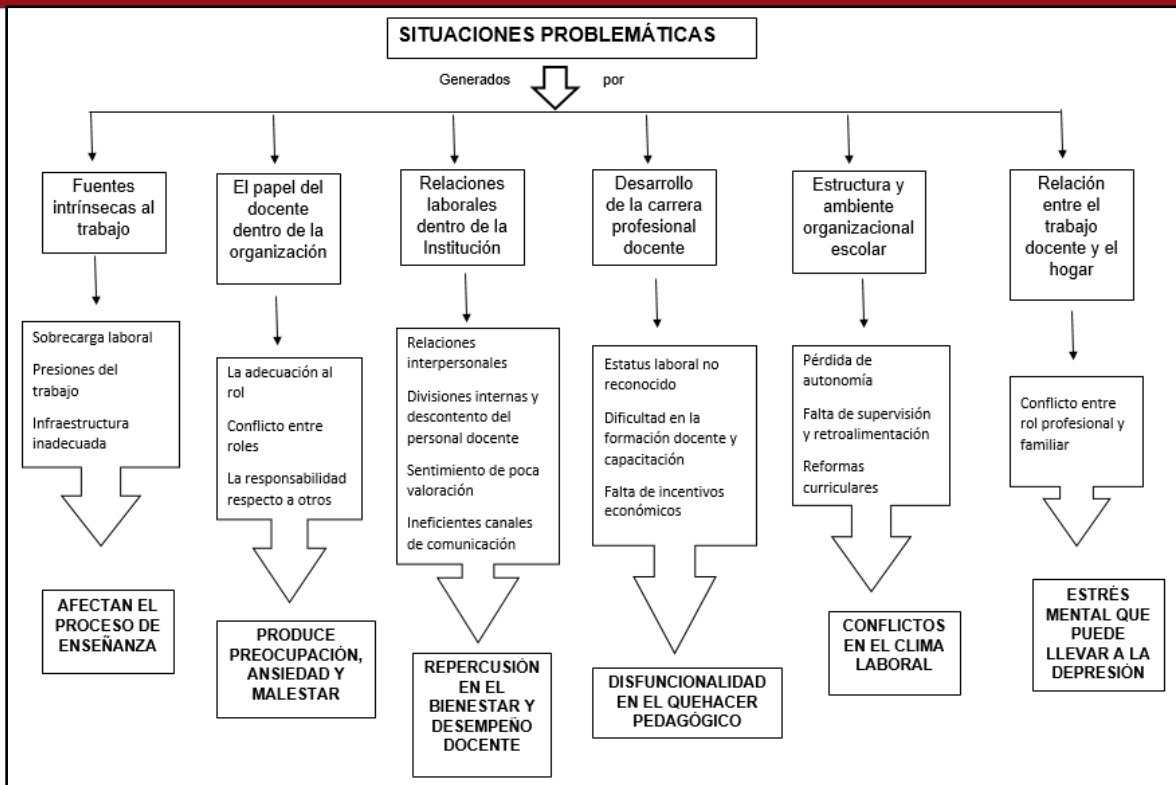 SITUACIONES PROBLEMÁTICAS
Generados por
Fuentes
intrínsecas al
trabajo
El papel del
docente
dentro de la
organización
Relaciones
laborales
dentro de la
Institución
Desarrollo
de la carrera
profesional
docente
Estructura y
ambiente
organizacional
escolar
Relación
entre el
trabajo
docente y el
hogar
Sobrecarga laboral
Presiones del
trabajo
Infraestructura
inadecuada
La adecuación al
rol
Conflicto entre
roles
La responsabilidad
respecto a otros
Relaciones
interpersonales
Divisiones internas y
descontento del
personal docente
Sentimiento de poca
valoración
Ineficientes canales
de comunicación
Estatus laboral no
reconocido
Dificultad en la
formación docente y
capacitación
Falta de incentivos
económicos
Pérdida de
autonomía
Falta de supervisión
y retroalimentación
Reformas
curriculares
Conflicto entre
rol profesional y
familiar
AFECTAN EL
PROCESO DE
ENSEÑANZA
PRODUCE
PREOCUPACIÓN,
ANSIEDAD Y
MALESTAR
REPERCUSIÓN
EN EL
BIENESTAR Y
DESEMPEÑO
DOCENTE
DISFUNCIONALIDAD
EN EL QUEHACER
PEDAGÓGICO
CONFLICTOS
EN EL CLIMA
LABORAL
ESTRÉS
MENTAL QUE
PUEDE
LLEVAR A LA
DEPRESIÓN